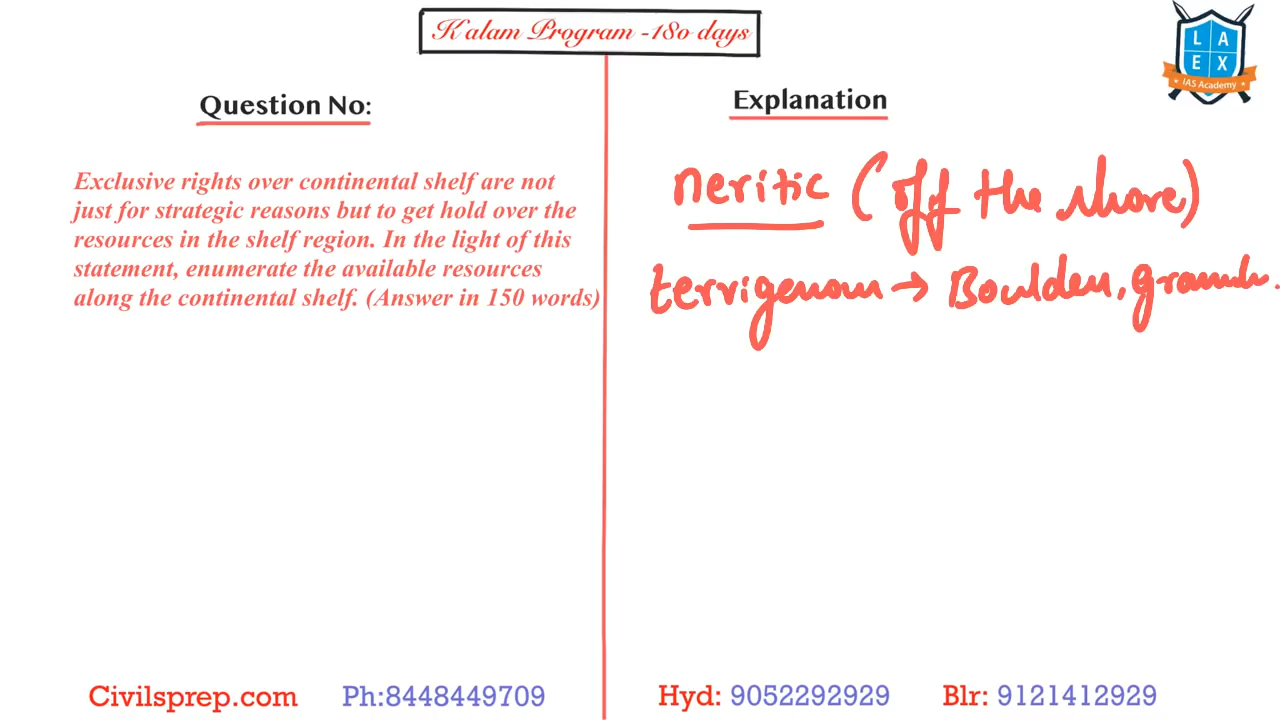 Kalam Program -180 days
L A
E X
IAS Academy
Question No:
Exclusive rights over continental shelf are not
just for strategic reasons but to get hold over the
resources in the shelf region. In the light of this
statement, enumerate the available resources
along the continental shelf. (Answer in 150 words)
Explanation
neritic (off the shore)
terrigenous → Boulders,
Civilsprep.com Ph:8448449709
Hyd: 9052292929 Blr: 9121412929